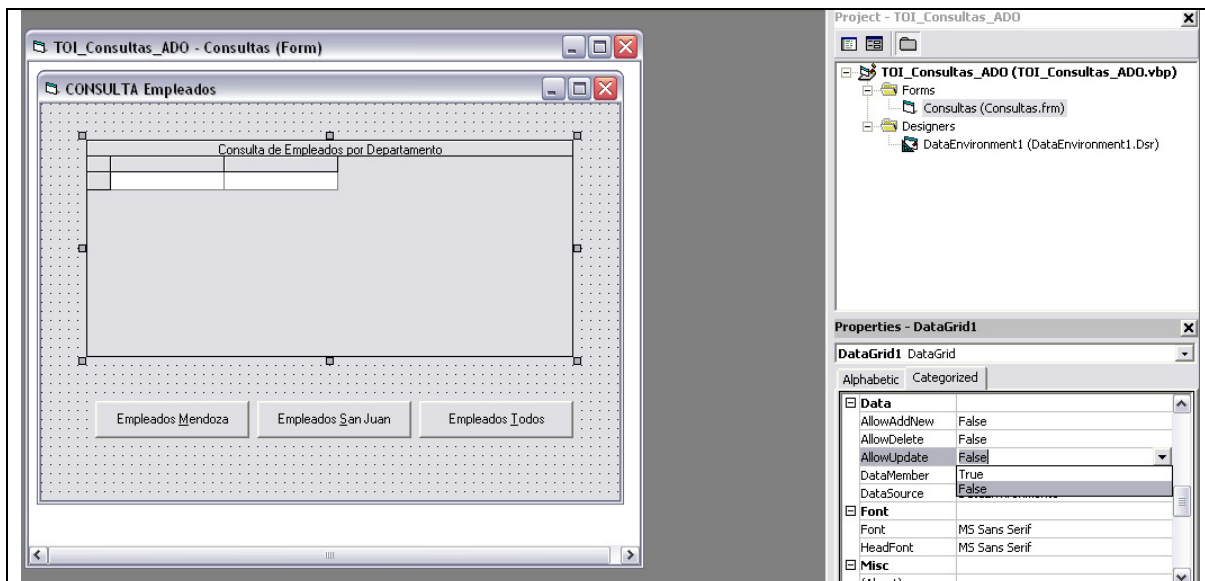 TOI_Consultas_ADO - Consultas (Form)
CONSULTA Empleados
Consulta de Empleados por Departamento
Empleados Mendoza
Empleados San Juan
Empleados Todos
Project - TOI_Consultas_ADO
TOI_Consultas_ADO (TOI_Consultas_ADO.vbp)
Forms
Consultas (Consultas.frm)
Designers
DataEnvironment1 (DataEnvironment1.Dsr)
Properties - DataGrid1
DataGrid1 DataGrid
Alphabetic Categorized
Data
AllowAddNew False
AllowDelete False
AllowUpdate False
DataMember True
DataSource False
Font
Font MS Sans Serif
HeadFont MS Sans Serif
Misc